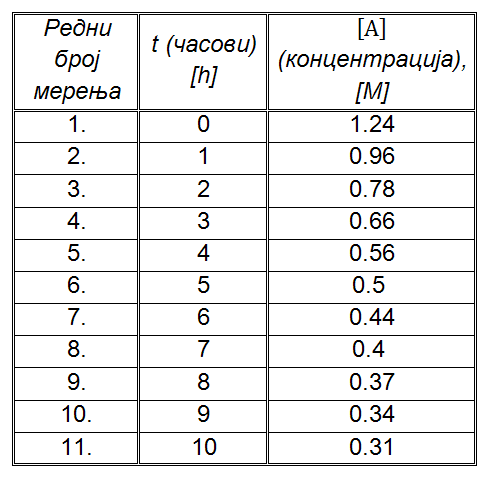 Редни број мерења t (часови) [h] [A] (концентрација), [M]
1. 0 1.24
2. 1 0.96
3. 2 0.78
4. 3 0.66
5. 4 0.56
6. 5 0.5
7. 6 0.44
8. 7 0.4
9. 8 0.37
10. 9 0.34
11. 10 0.31